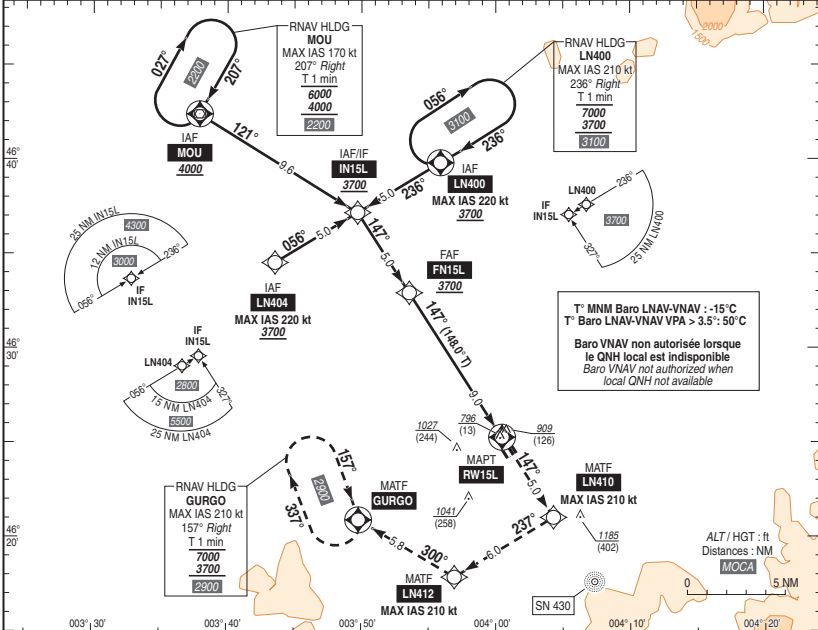 RNAV HLDG
MOU
MAX IAS 170 kt
207° Right
T 1 min
6000
4000
2200
027°
2200
207°
IAF
MOU
4000
121°
9.6
IAF/IF
IN15L
3700
056°
3100
236°
RNAV HLDG
LN400
MAX IAS 210 kt
236° Right
T 1 min
7000
3700
3100
2000
1500
5.0
236°
IAF
LN400
MAX IAS 220 kt
3700
46°
40'
25 NM IN15L
4300
12 NM IN15L
3000
056°
236°
IF
IN15L
056°
5.0
IAF
LN404
MAX IAS 220 kt
3700
147°
5.0
FAF
FN15L
3700
LN400
IF
IN15L
236°
3700
327°
25 NM LN400
T° MNM Baro LNAV-VNAV : -15°C
T° Baro LNAV-VNAV VPA > 3.5°: 50°C
Baro VNAV non autorisée lorsque
le QNH local est indisponible
Baro VNAV not authorized when
local QNH not available
46°
30'
IF
IN15L
LN404
056°
2800
327°
15 NM LN404
5500
25 NM LN404
147°
(148.0° T)
9.0
1027
(244)
796
(13)
909
(126)
MAPT
RW15L
1041
(258)
147°
5.0
MATF
LN410
MAX IAS 210 kt
1185
(402)
RNAV HLDG
GURGO
MAX IAS 210 kt
157° Right
T 1 min
7000
3700
2900
157°
2900
337°
MATF
GURGO
5.8
300°
237°
6.0
MATF
LN412
MAX IAS 210 kt
46°
20'
SN 430
ALT / HGT : ft
Distances : NM
MOCA
0
5 NM
003° 30'
003° 40'
003° 50'
004° 00'
004° 10'
004° 20'